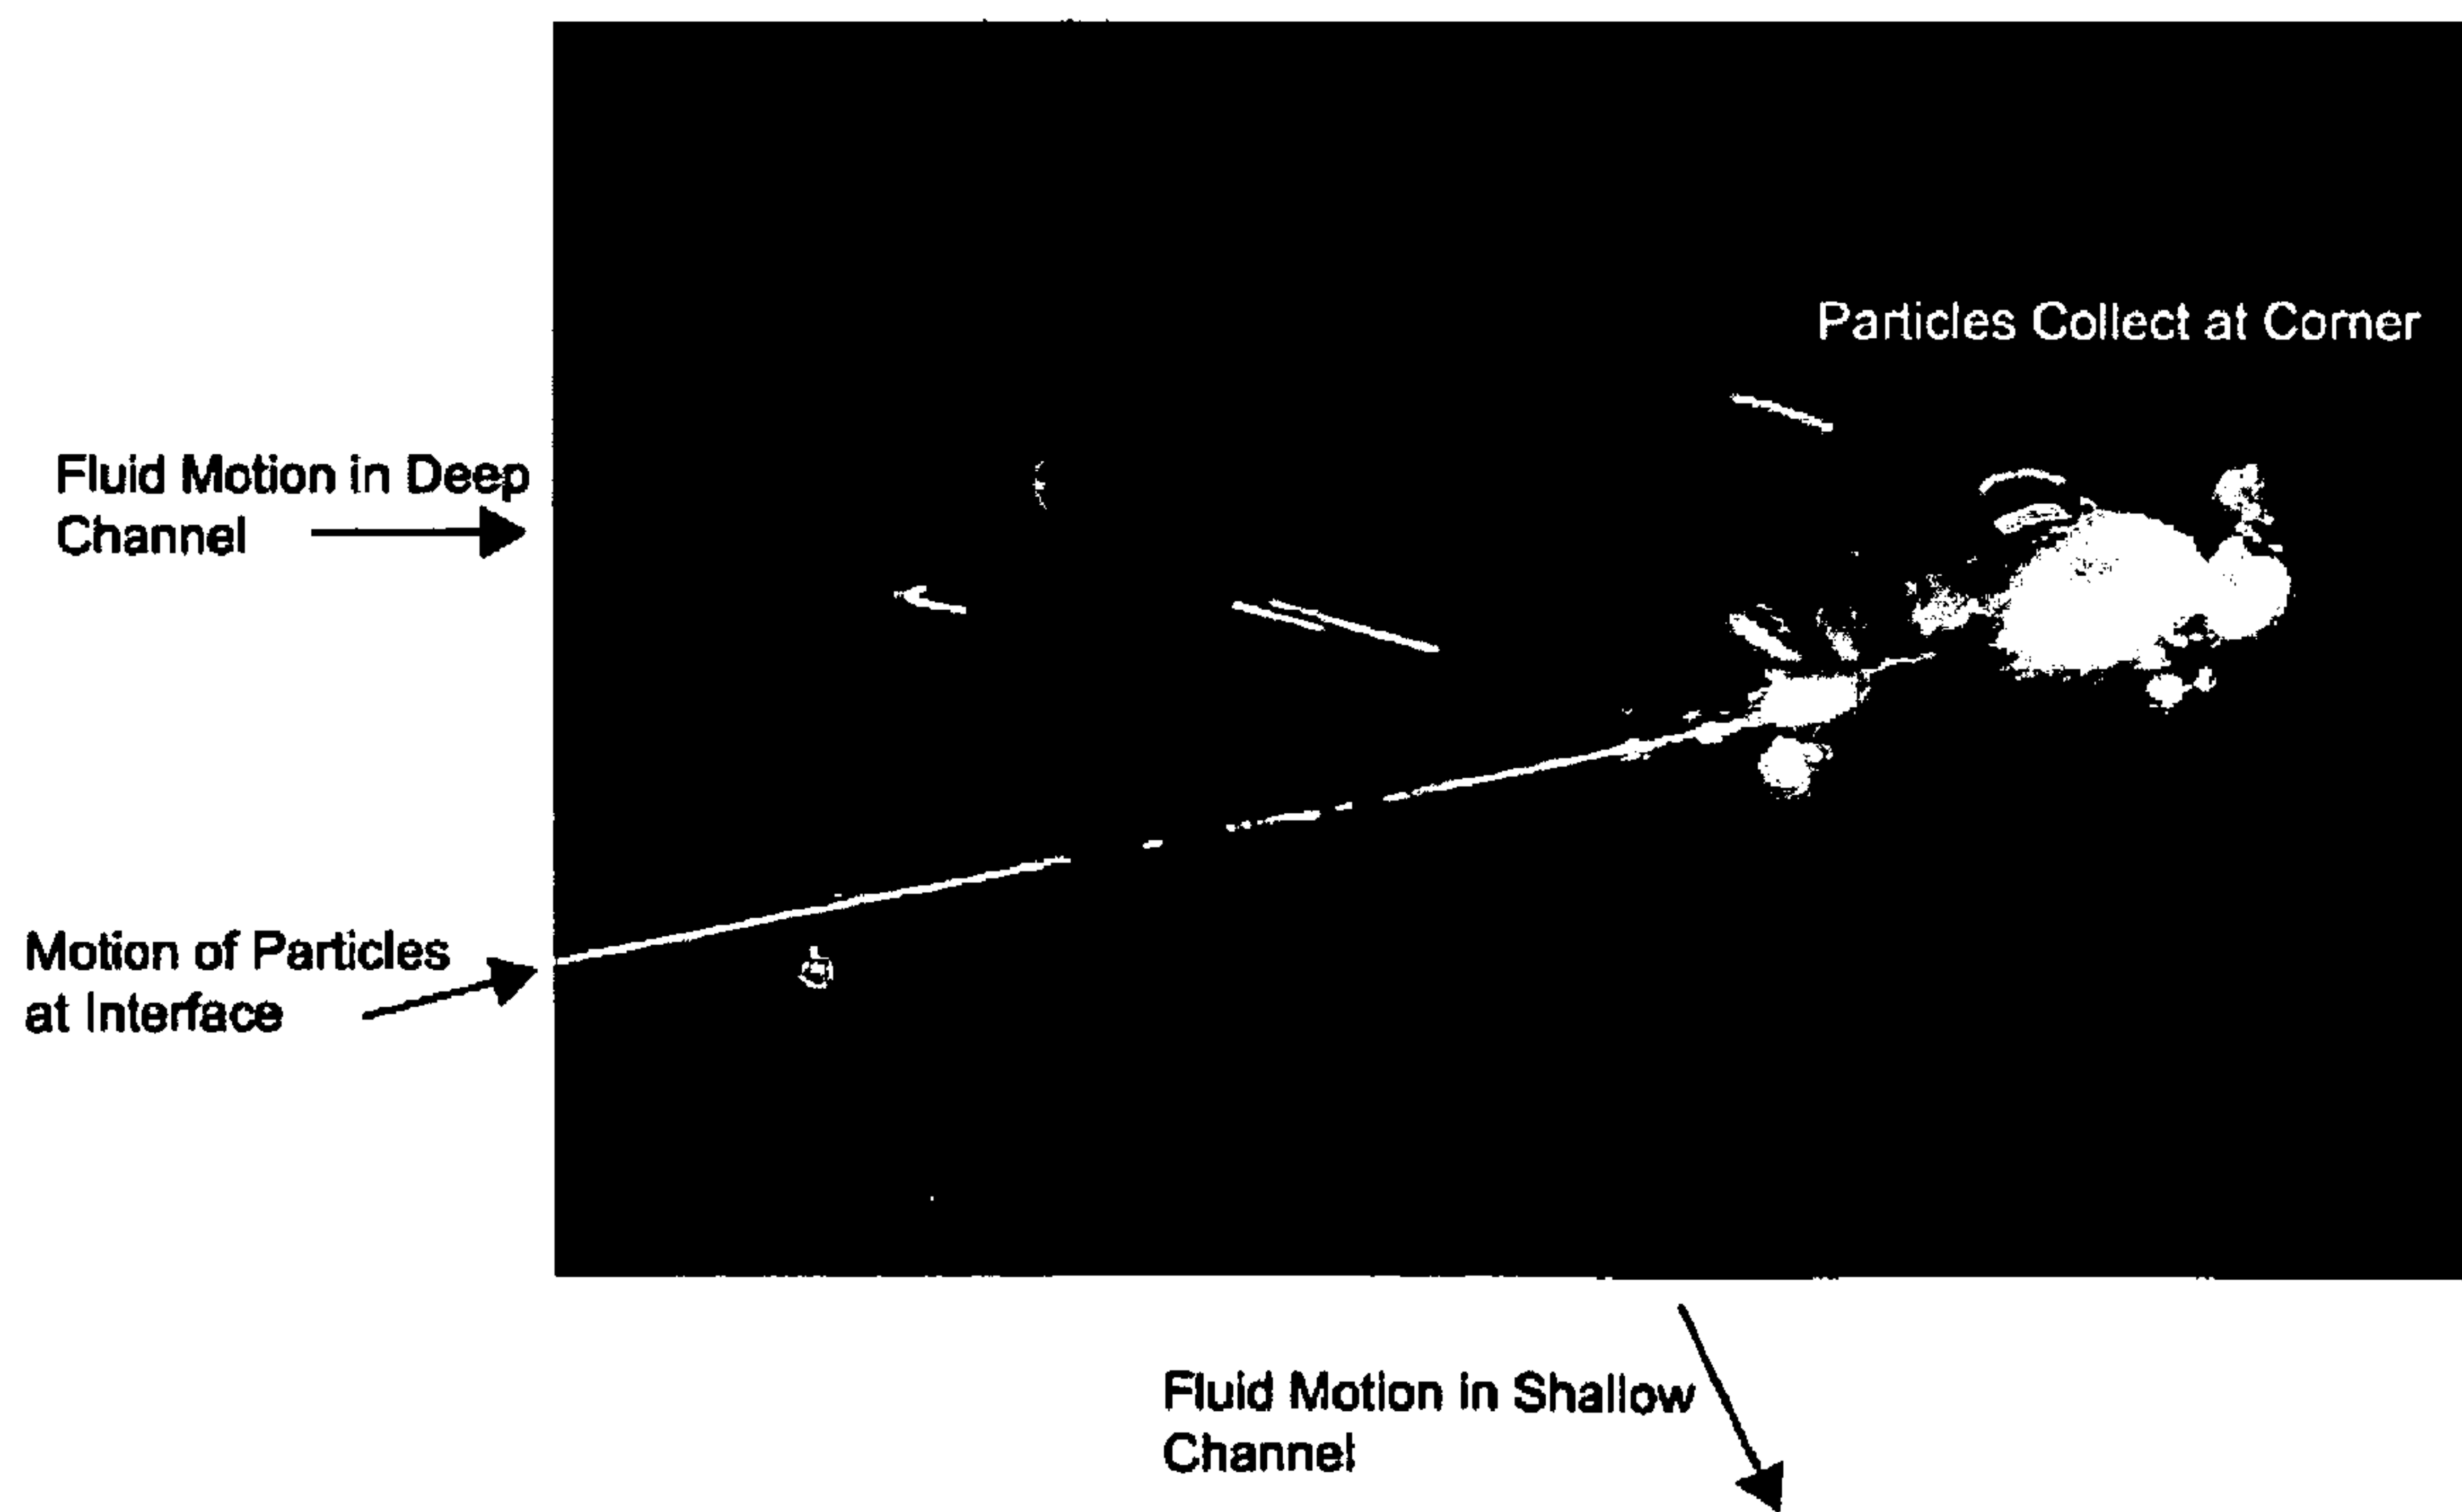 Particles Collect at Corner
Fluid Motion in Deep
Channel
Motion of Particles
at Interface
Fluid Motion in Shallow
Channel